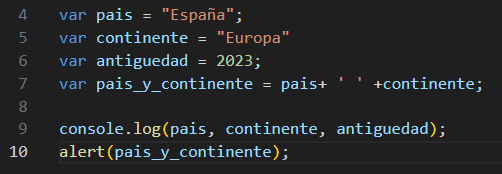 4 var pais = "España";
5 var continente = "Europa"
6 var antiguedad = 2023;
7 var pais_y_continente = pais+ ' ' +continente;
8
9 console.log(pais, continente, antiguedad);
10 alert(pais_y_continente);